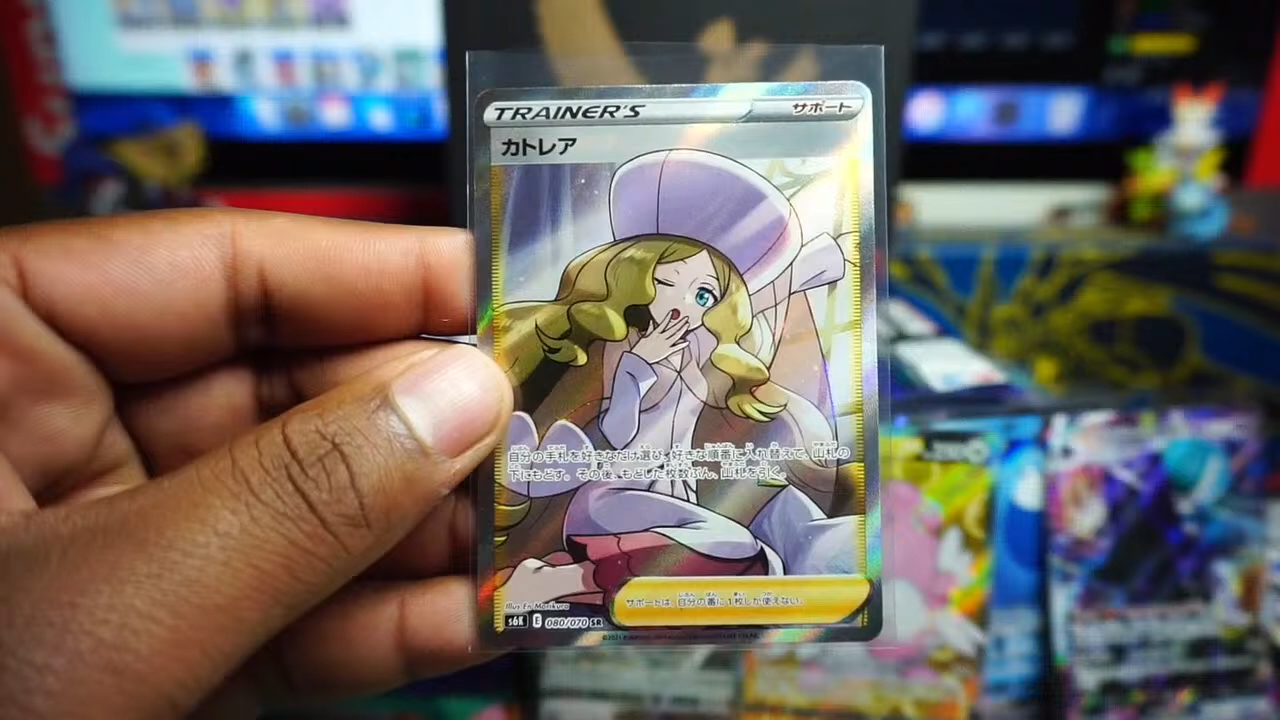 TRAINER'S サポート
カトレア
自分の手札を好きなだけ選び、好きな順番に入れ替えて、山札の
下にもどす。その後、もどした枚数ぶん、山札を引く。
サポートは、自分の番に1枚しか使えない。
Illus. En Morikura
s6K E 080/070 SR